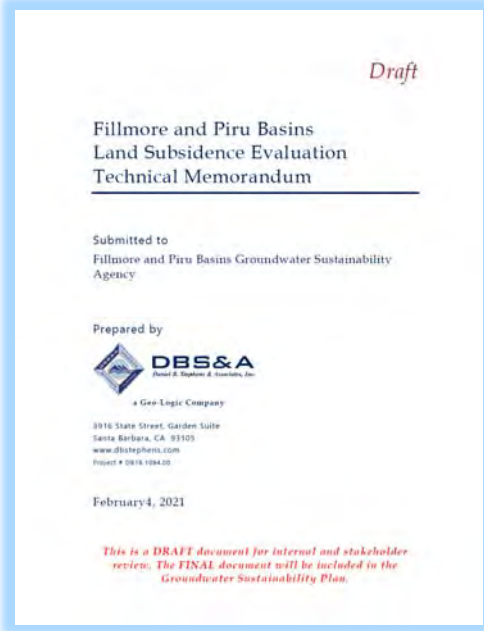 Draft
Fillmore and Piru Basins
Land Subsidence Evaluation
Technical Memorandum
Submitted to
Fillmore and Piru Basins Groundwater Sustainability
Agency
Prepared by
DBS&A
Daniel B. Stephens & Associates, Inc.
a Geo-Logic Company
3916 State Street, Garden Suite
Santa Barbara, CA 93105
www.dbstephens.com
Project #
February4, 2021
This is a DRAFT document for internal and stakeholder
review. The FINAL document will be included in the
Groundwater Sustainability Plan.